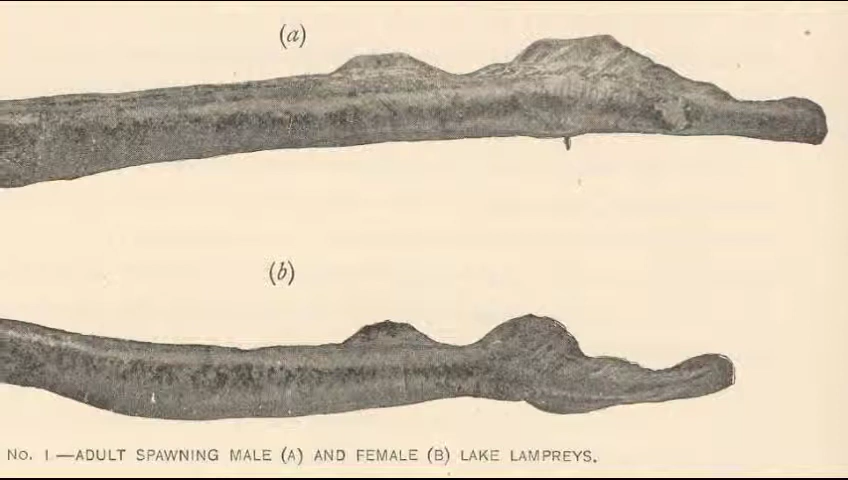 (a)
(b)
No. 1.—ADULT SPAWNING MALE (A) AND FEMALE (B) LAKE LAMPREYS.